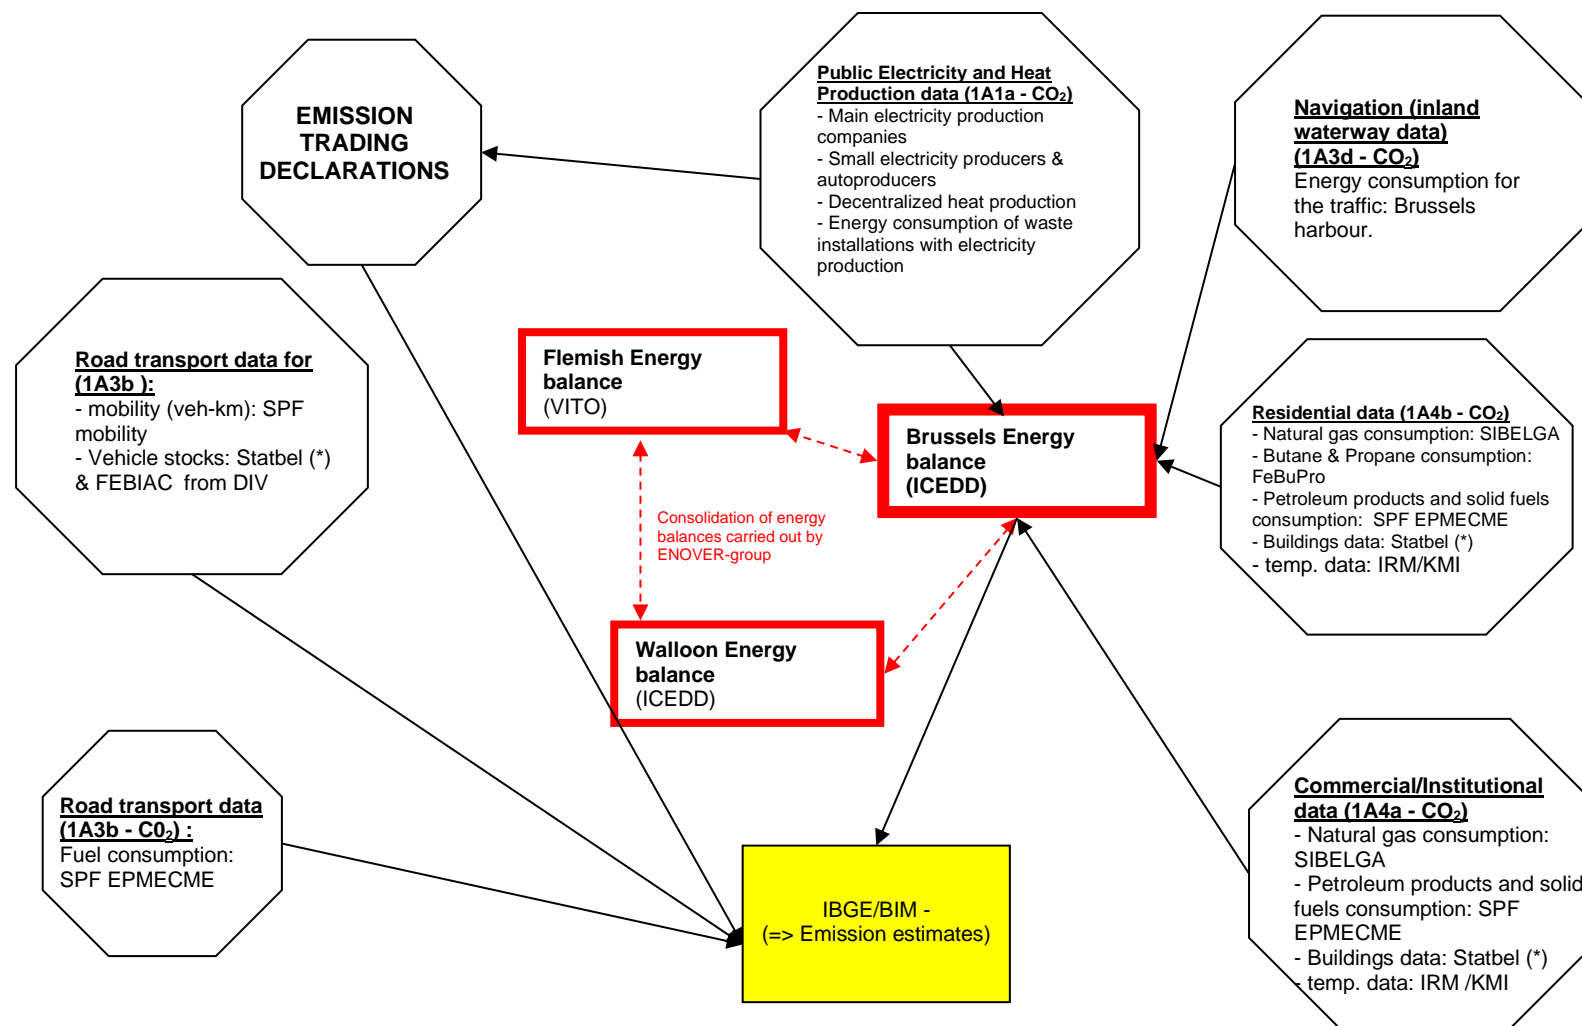 EMISSION
TRADING
DECLARATIONS
Public Electricity and Heat
Production data (1A1a - CO₂)
- Main electricity production
companies
- Small electricity producers &
autoproducers
- Decentralized heat production
- Energy consumption of waste
installations with electricity
production
Navigation (inland
waterway data)
(1A3d - CO₂)
Energy consumption for
the traffic: Brussels
harbour.
Road transport data for
(1A3b ):
- mobility (veh-km): SPF
mobility
- Vehicle stocks: Statbel (*)
& FEBIAC from DIV
Flemish Energy
balance
(VITO)
Brussels Energy
balance
(ICEDD)
Residential data (1A4b - CO₂)
- Natural gas consumption: SIBELGA
- Butane & Propane consumption:
FeBuPro
- Petroleum products and solid fuels
consumption: SPF EPMECME
- Buildings data: Statbel (*)
- temp. data: IRM/KMI
Consolidation of energy
balances carried out by
ENOVER-group
Walloon Energy
balance
(ICEDD)
Road transport data
(1A3b - C0₂) :
Fuel consumption:
SPF EPMECME
IBGE/BIM -
(=> Emission estimates)
Commercial/Institutional
data (1A4a - CO₂)
- Natural gas consumption:
SIBELGA
- Petroleum products and solid
fuels consumption: SPF
EPMECME
- Buildings data: Statbel (*)
- temp. data: IRM /KMI